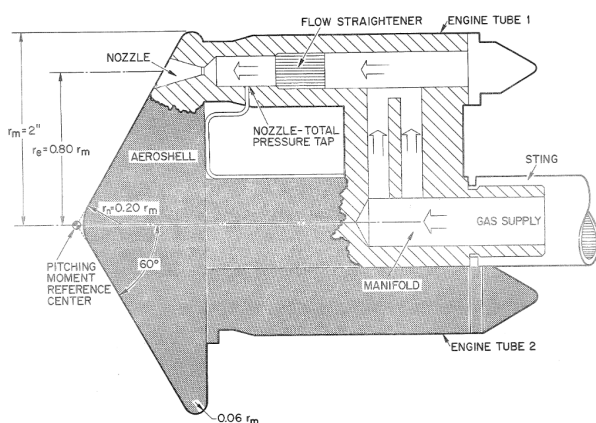 FLOW STRAIGHTENER
ENGINE TUBE 1
NOZZLE
rm=2"
re=0.80 rm
NOZZLE-TOTAL
PRESSURE TAP
AEROSHELL
STING
rn=0.20 rm
GAS SUPPLY
60°
PITCHING
MOMENT
REFERENCE
CENTER
MANIFOLD
ENGINE TUBE 2
0.06 rm